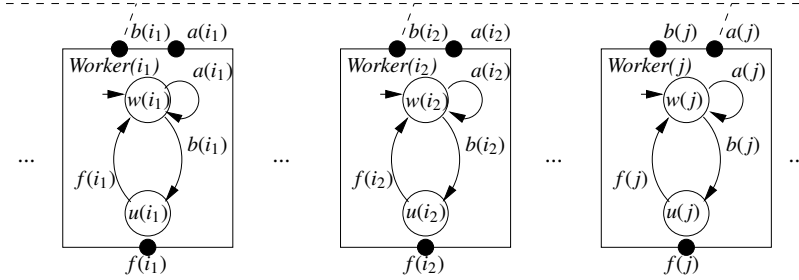 b(i₁) a(i₁) b(i₂) a(i₂) b(j) a(j)
Worker(i₁) Worker(i₂) Worker(j)
a(i₁) a(i₂) a(j)
w(i₁) w(i₂) w(j)
b(i₁) b(i₂) b(j)
... ... ... ...
f(i₁) f(i₂) f(j)
u(i₁) u(i₂) u(j)
f(i₁) f(i₂) f(j)